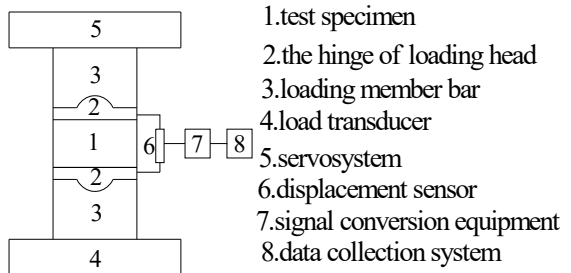 5
3
2
1
6
7
8
2
3
4
1.test specimen
2.the hinge of loading head
3.loading member bar
4.load transducer
5.servosystem
6.displacement sensor
7.signal conversion equipment
8.data collection system